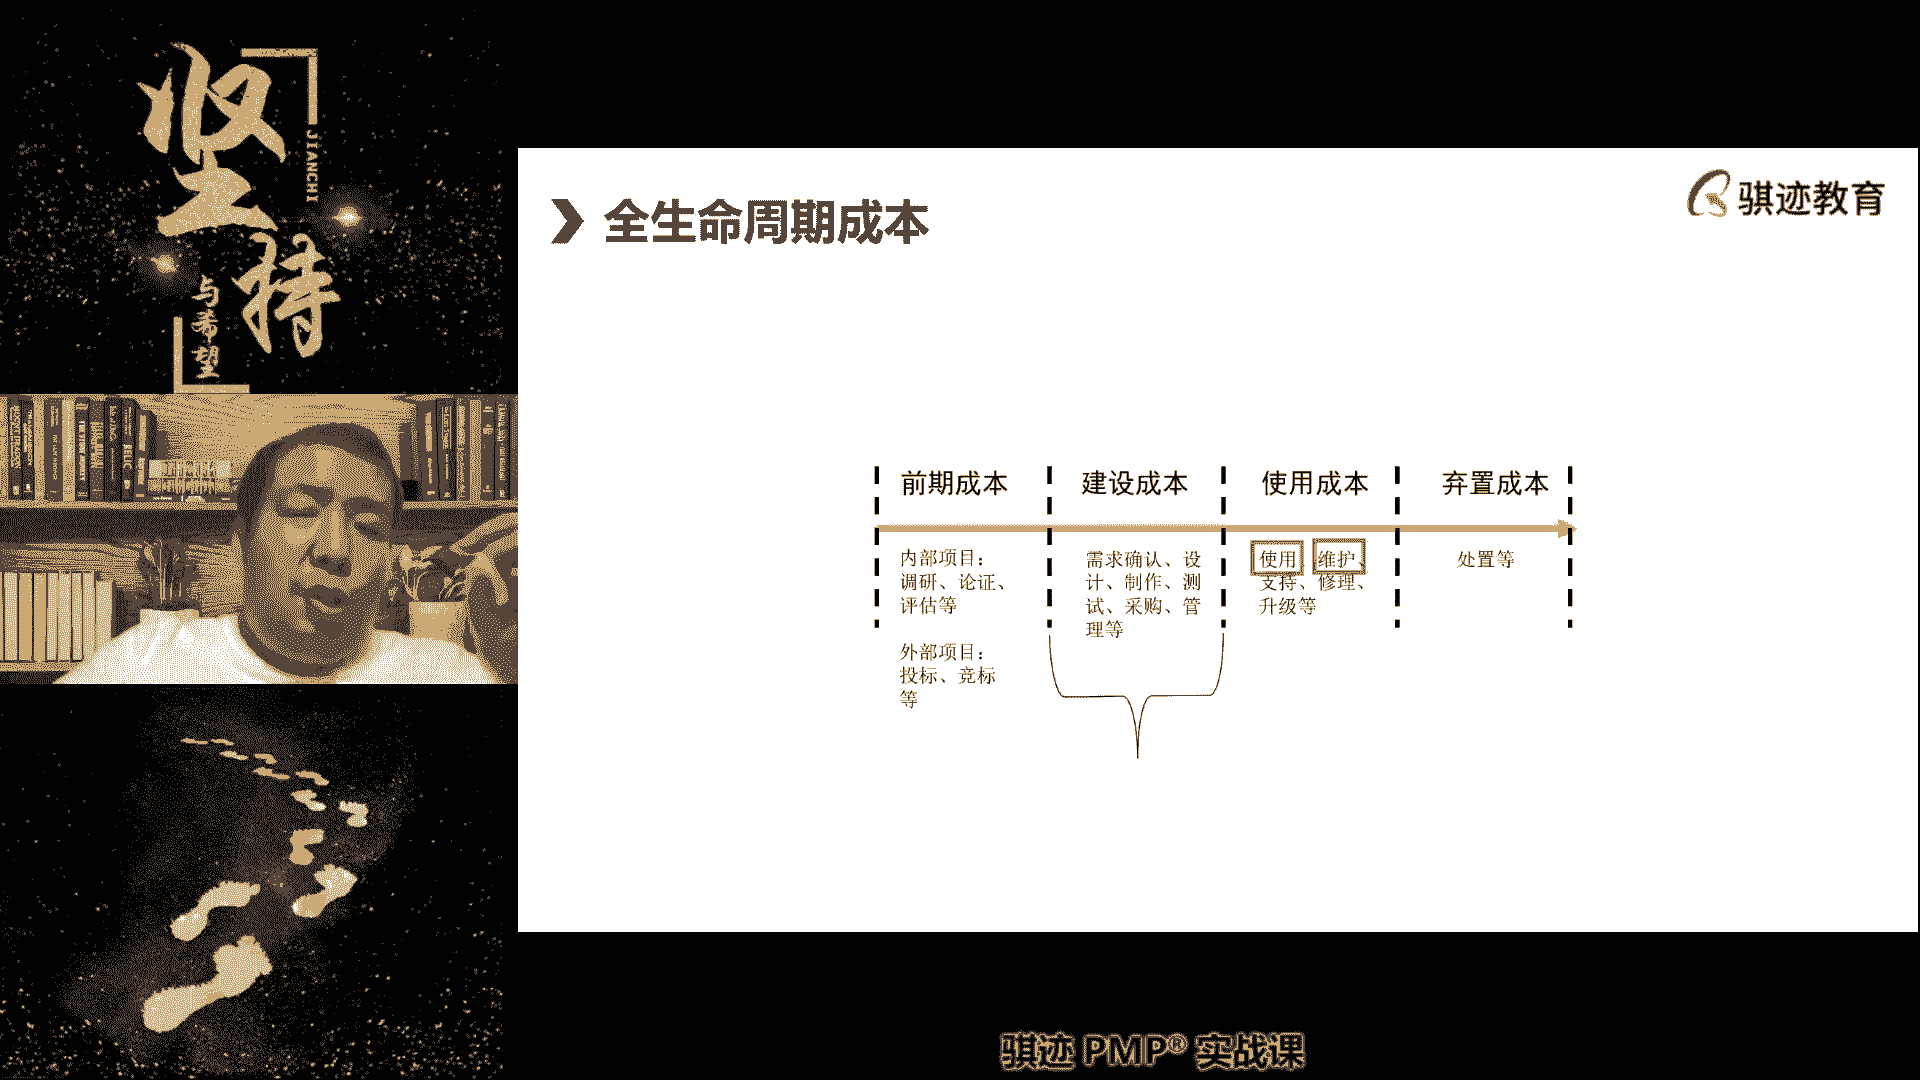 坚持
JIANCHI
与希望
骐迹教育
全生命周期成本
前期成本
建设成本
使用成本
弃置成本
内部项目：
调研、论证、
评估等
外部项目：
投标、竞标
等
需求确认、设
计、制作、测
试、采购、管
理等
使用、维护、
支持、修理、
升级等
处置等
骐迹 PMP® 实战课